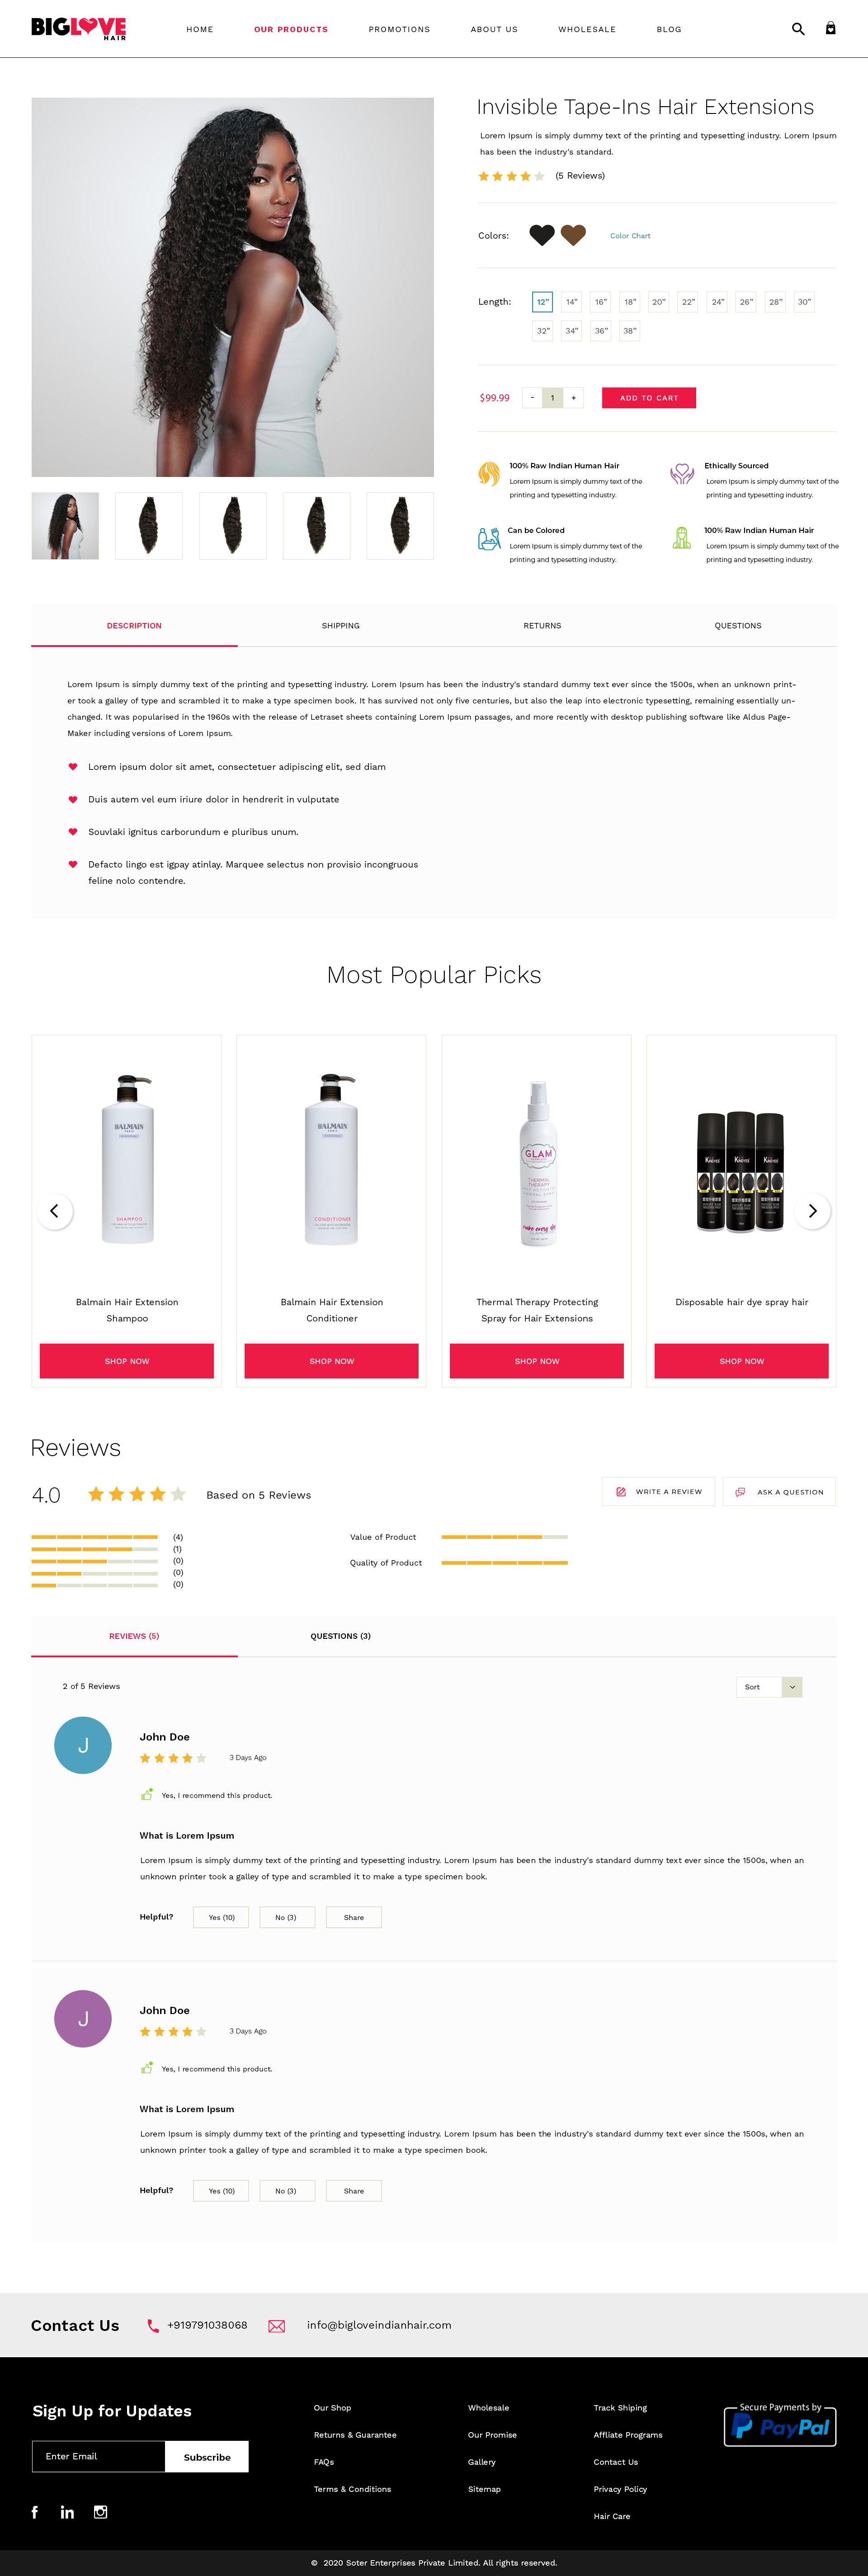 BIGLOVE
HAIR
HOME
OUR PRODUCTS
PROMOTIONS
ABOUT US
WHOLESALE
BLOG
Invisible Tape-Ins Hair Extensions
Lorem Ipsum is simply dummy text of the printing and typesetting industry. Lorem Ipsum
has been the industry's standard.
(5 Reviews)
Colors:
Color Chart
Length:
12" 14" 16" 18" 20" 22" 24" 26" 28" 30"
32" 34" 36" 38"
$99.99
- 1 +
ADD TO CART
100% Raw Indian Human Hair
Lorem Ipsum is simply dummy text of the
printing and typesetting industry.
Ethically Sourced
Lorem Ipsum is simply dummy text of the
printing and typesetting industry.
Can be Colored
Lorem Ipsum is simply dummy text of the
printing and typesetting industry.
100% Raw Indian Human Hair
Lorem Ipsum is simply dummy text of the
printing and typesetting industry.
DESCRIPTION
SHIPPING
RETURNS
QUESTIONS
Lorem Ipsum is simply dummy text of the printing and typesetting industry. Lorem Ipsum has been the industry's standard dummy text ever since the 1500s, when an unknown print-
er took a galley of type and scrambled it to make a type specimen book. It has survived not only five centuries, but also the leap into electronic typesetting, remaining essentially un-
changed. It was popularised in the 1960s with the release of Letraset sheets containing Lorem Ipsum passages, and more recently with desktop publishing software like Aldus Page-
Maker including versions of Lorem Ipsum.
Lorem ipsum dolor sit amet, consectetuer adipiscing elit, sed diam
Duis autem vel eum iriure dolor in hendrerit in vulputate
Souvlaki ignitus carborundum e pluribus unum.
Defacto lingo est igpay atinlay. Marquee selectus non provisio incongruous
feline nolo contendre.
Most Popular Picks
BALMAIN
SHAMPOO
BALMAIN
CONDITIONER
GLAM
THERMAL
THERAPY
make every day
Balmain Hair Extension
Shampoo
Balmain Hair Extension
Conditioner
Thermal Therapy Protecting
Spray for Hair Extensions
Disposable hair dye spray hair
SHOP NOW
SHOP NOW
SHOP NOW
SHOP NOW
Reviews
4.0
Based on 5 Reviews
WRITE A REVIEW
ASK A QUESTION
(4)
(1)
(0)
(0)
(0)
Value of Product
Quality of Product
REVIEWS (5)
QUESTIONS (3)
2 of 5 Reviews
Sort
J
John Doe
3 Days Ago
Yes, I recommend this product.
What is Lorem Ipsum
Lorem Ipsum is simply dummy text of the printing and typesetting industry. Lorem Ipsum has been the industry's standard dummy text ever since the 1500s, when an
unknown printer took a galley of type and scrambled it to make a type specimen book.
Helpful?
Yes (10)
No (3)
Share
J
John Doe
3 Days Ago
Yes, I recommend this product.
What is Lorem Ipsum
Lorem Ipsum is simply dummy text of the printing and typesetting industry. Lorem Ipsum has been the industry's standard dummy text ever since the 1500s, when an
unknown printer took a galley of type and scrambled it to make a type specimen book.
Helpful?
Yes (10)
No (3)
Share
Contact Us
+919791038068
info@bigloveindianhair.com
Sign Up for Updates
Enter Email
Subscribe
Our Shop
Returns & Guarantee
FAQs
Terms & Conditions
Wholesale
Our Promise
Gallery
Sitemap
Track Shiping
Affliate Programs
Contact Us
Privacy Policy
Hair Care
Secure Payments by
PayPal
© 2020 Soter Enterprises Private Limited. All rights reserved.